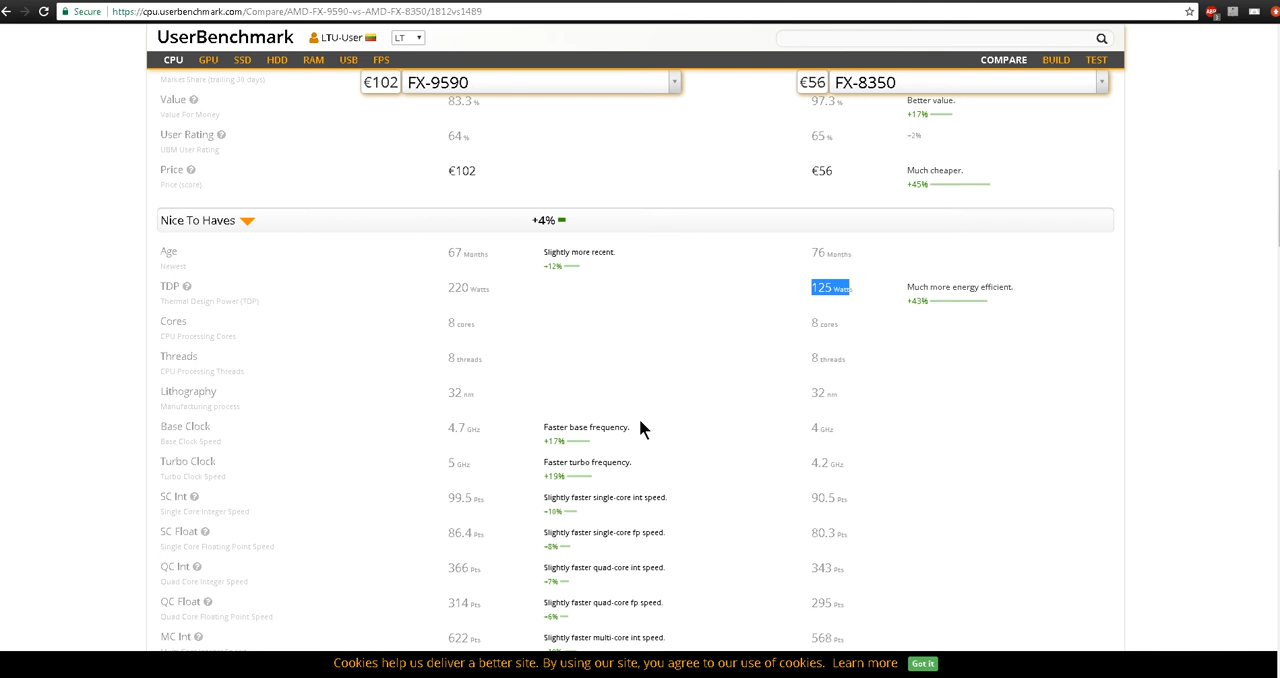 Secure https://cpu.userbenchmark.com/Compare/AMD-FX-9590-vs-AMD-FX-8350/1812vs1489
UserBenchmark LTU-User LT
CPU GPU SSD HDD RAM USB FPS COMPARE BUILD TEST
Market Share (trailing 30 days)
€102 FX-9590 €56 FX-8350
Value 83.3 % 97.3 % Better value.
Value For Money +17%
User Rating 64 % 65 % ~2%
UBM User Rating
Price €102 €56 Much cheaper.
Price (score) +45%
Nice To Haves +4%
Age 67 Months Slightly more recent. 76 Months
Newest ~12%
TDP 220 Watts 125 Watts Much more energy efficient.
Thermal Design Power (TDP) +43%
Cores 8 cores 8 cores
CPU Processing Cores
Threads 8 threads 8 threads
CPU Processing Threads
Lithography 32 nm 32 nm
Manufacturing process
Base Clock 4.7 GHz Faster base frequency. 4 GHz
Base Clock Speed +17%
Turbo Clock 5 GHz Faster turbo frequency. 4.2 GHz
Turbo Clock Speed +19%
SC Int 99.5 Pts Slightly faster single-core int speed. 90.5 Pts
Single Core Integer Speed ~10%
SC Float 86.4 Pts Slightly faster single-core fp speed. 80.3 Pts
Single Core Floating Point Speed ~8%
QC Int 366 Pts Slightly faster quad-core int speed. 343 Pts
Quad Core Integer Speed ~7%
QC Float 314 Pts Slightly faster quad-core fp speed. 295 Pts
Quad Core Floating Point Speed ~6%
MC Int 622 Pts Slightly faster multi-core int speed. 568 Pts
Cookies help us deliver a better site. By using our site, you agree to our use of cookies. Learn more Got it